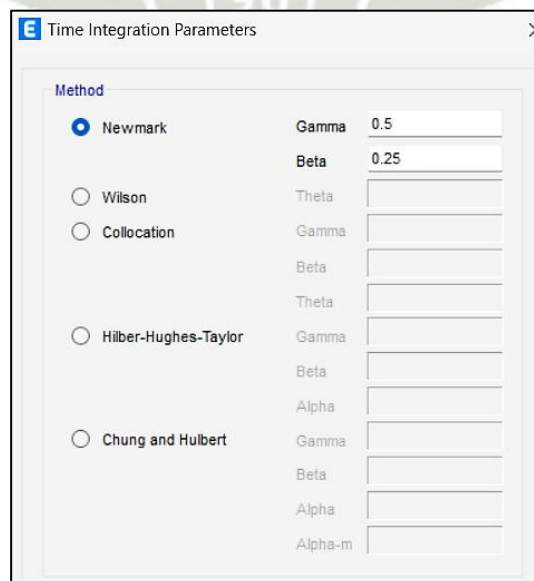 E Time Integration Parameters
Method
Newmark Gamma 0.5
Beta 0.25
Wilson Theta
Collocation Gamma
Beta
Theta
Hilber-Hughes-Taylor Gamma
Beta
Alpha
Chung and Hulbert Gamma
Beta
Alpha
Alpha-m